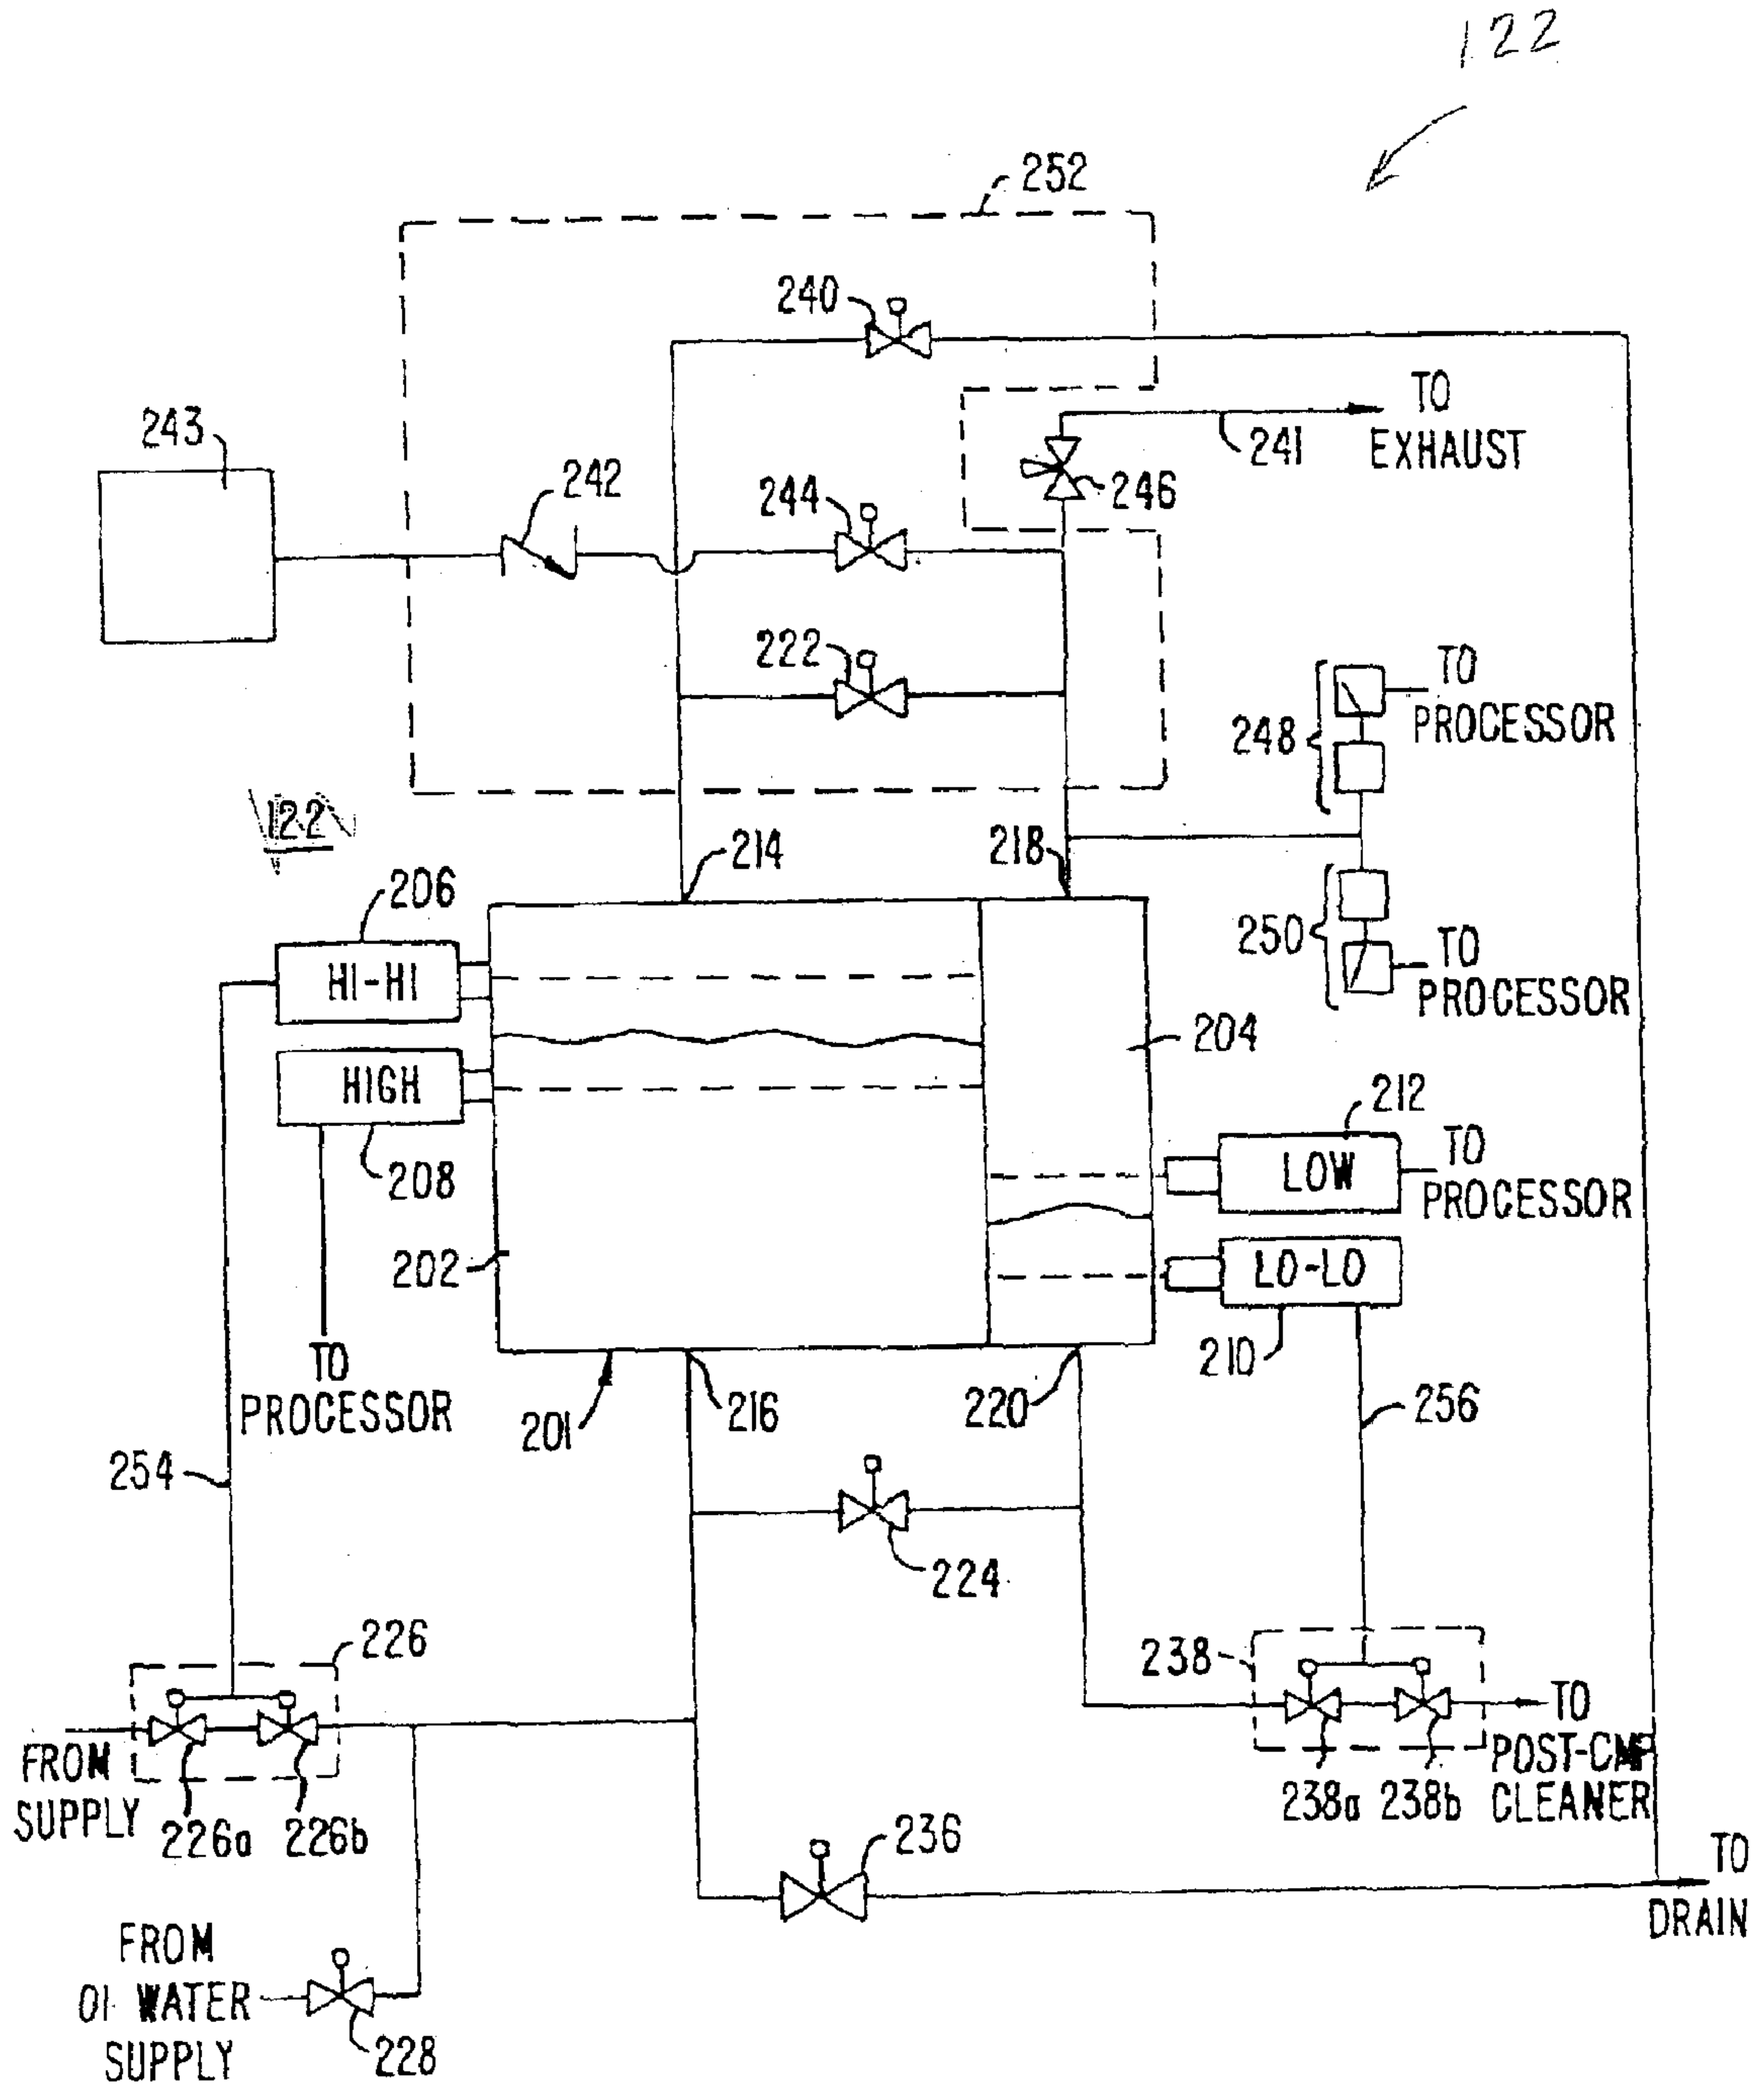 122
252
240
TO
EXHAUST
241
243
242
244
246
222
248
TO
PROCESSOR
122
214
218
206
HI-HI
250
TO
PROCESSOR
204
HIGH
208
212
LOW
TO
PROCESSOR
202
LO-LO
210
TO
PROCESSOR
201
216
220
256
254
224
226
238
FROM
SUPPLY
226a
226b
TO
POST-CMP
CLEANER
238a
238b
236
TO
DRAIN
FROM
DI WATER
SUPPLY
228